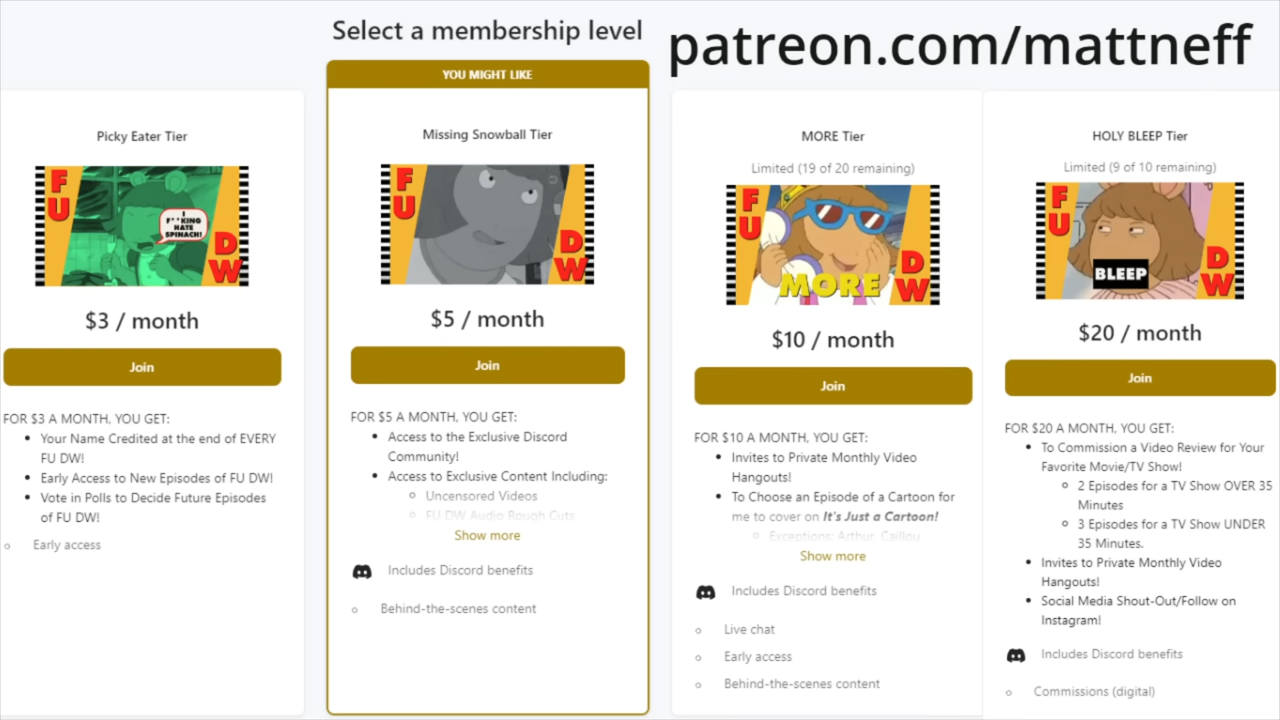 Select a membership level
patreon.com/mattneff
Picky Eater Tier
F
U
I
F**KING
HATE
SPINACH!
D
W
$3 / month
Join
FOR $3 A MONTH, YOU GET:
• Your Name Credited at the end of EVERY
FU DW!
• Early Access to New Episodes of FU DW!
• Vote in Polls to Decide Future Episodes
of FU DW!
Early access
YOU MIGHT LIKE
Missing Snowball Tier
F
U
D
W
$5 / month
Join
FOR $5 A MONTH, YOU GET:
• Access to the Exclusive Discord
Community!
• Access to Exclusive Content Including:
Uncensored Videos
FU DW Audio Rough Cuts
Show more
Includes Discord benefits
Behind-the-scenes content
MORE Tier
Limited (19 of 20 remaining)
F
U
MORE
D
W
$10 / month
Join
FOR $10 A MONTH, YOU GET:
• Invites to Private Monthly Video
Hangouts!
• To Choose an Episode of a Cartoon for
me to cover on It's Just a Cartoon!
Exceptions: Arthur, Caillou
Show more
Includes Discord benefits
Live chat
Early access
Behind-the-scenes content
HOLY BLEEP Tier
Limited (9 of 10 remaining)
F
U
BLEEP
D
W
$20 / month
Join
FOR $20 A MONTH, YOU GET:
• To Commission a Video Review for Your
Favorite Movie/TV Show!
2 Episodes for a TV Show OVER 35
Minutes
3 Episodes for a TV Show UNDER
35 Minutes.
• Invites to Private Monthly Video
Hangouts!
• Social Media Shout-Out/Follow on
Instagram!
Includes Discord benefits
Commissions (digital)